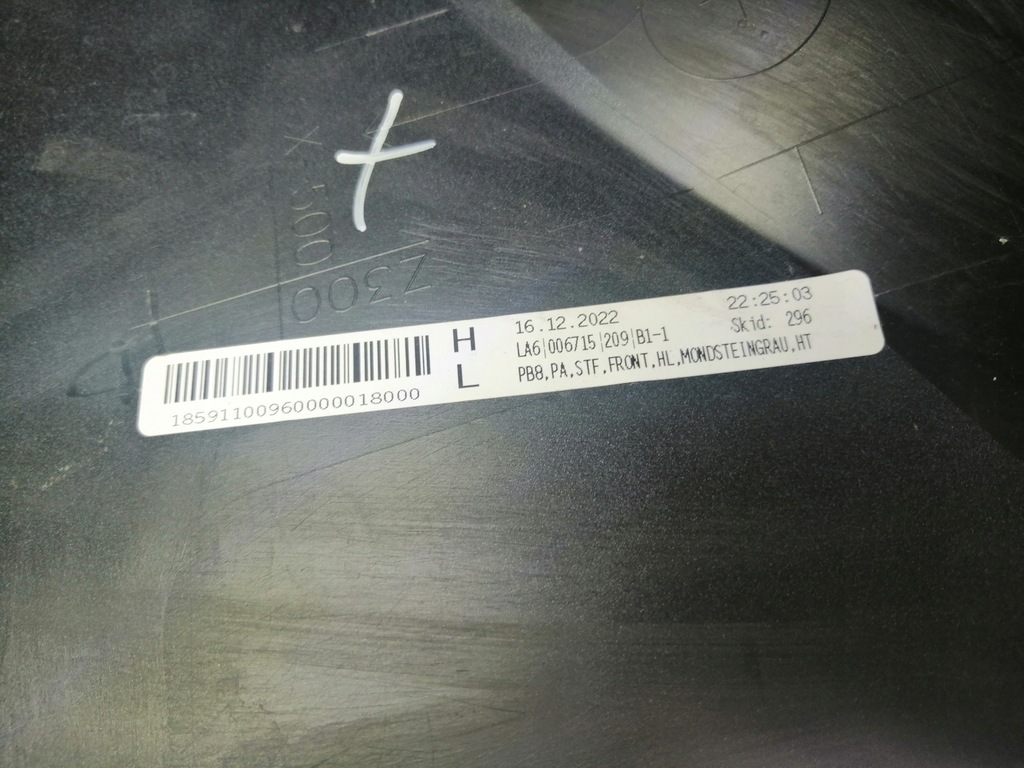 X
-500
Z300
H
L
16.12.2022 22:25:03
LA6|006715|209|B1-1 Skid: 296
PB8,PA,STF,FRONT,HL,MONDSTEINGRAU,HT
18591100960000018000